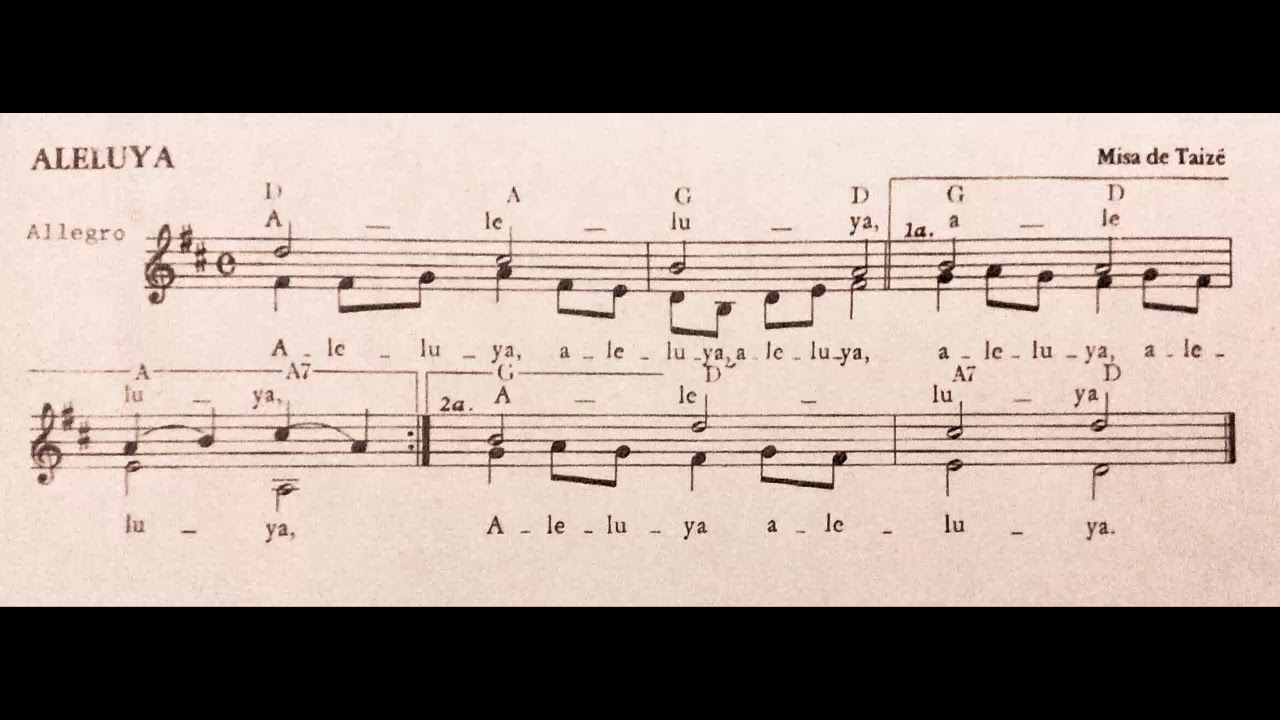 ALELUYA
Misa de Taizé
D A G D G D
Allegro
A _ le _ lu _ ya, 1a. a _ le
A - le - lu - ya, a - le - lu - ya, a - le - lu - ya, a - le - lu - ya, a - le -
A A7 G D A7 D
lu _ ya, 2a. A _ le _ lu _ ya
lu - ya, A - le - lu - ya a - le - lu - ya.